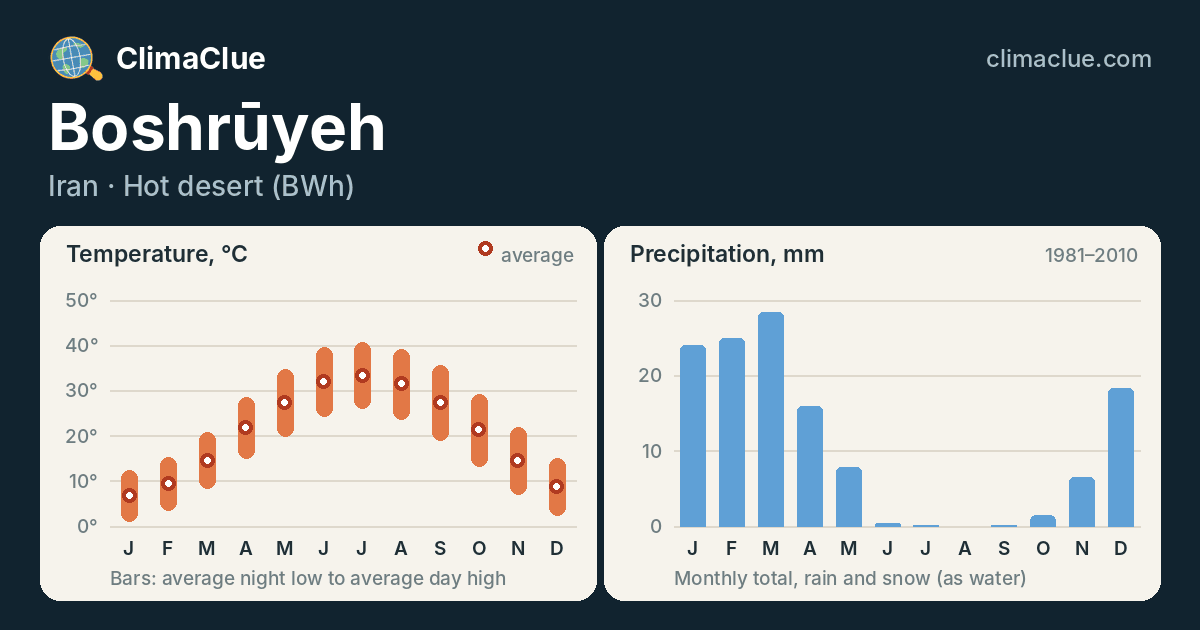 ClimaClue
climaclue.com
Boshrūyeh
Iran · Hot desert (BWh)
Temperature, °C
average
50°
40°
30°
20°
10°
0°
J F M A M J J A S O N D
Bars: average night low to average day high
Precipitation, mm
1981–2010
30
20
10
0
J F M A M J J A S O N D
Monthly total, rain and snow (as water)